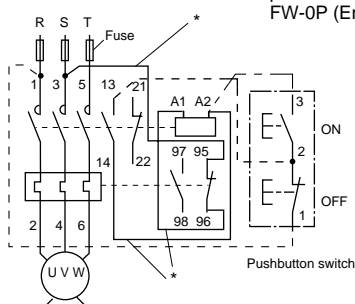 FW-0P (En
R S T
*
Fuse
1 3 5 13 21
A1 A2
3
ON
2
97 95
14 22
OFF
98 96
2 4 6
1
U V W
*
Pushbutton switch